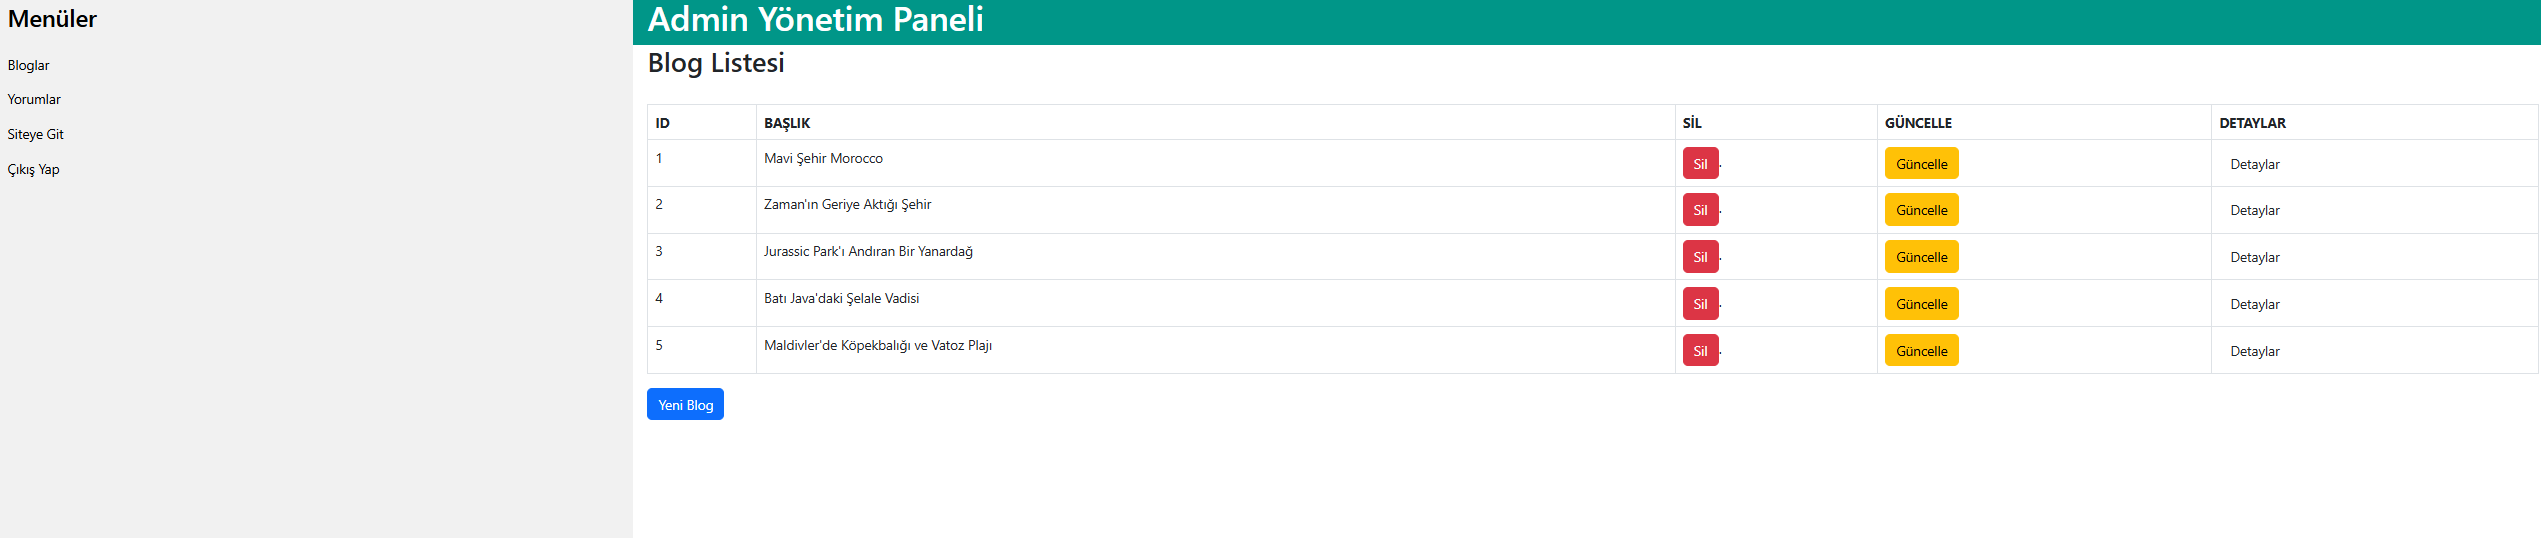 Menüler
Bloglar
Yorumlar
Siteye Git
Çıkış Yap
Admin Yönetim Paneli
Blog Listesi
ID BAŞLIK SİL GÜNCELLE DETAYLAR
1 Mavi Şehir Morocco Sil . Güncelle Detaylar
2 Zaman'ın Geriye Aktığı Şehir Sil . Güncelle Detaylar
3 Jurassic Park'ı Andıran Bir Yanardağ Sil . Güncelle Detaylar
4 Batı Java'daki Şelale Vadisi Sil . Güncelle Detaylar
5 Maldivler'de Köpekbalığı ve Vatoz Plajı Sil . Güncelle Detaylar
Yeni Blog